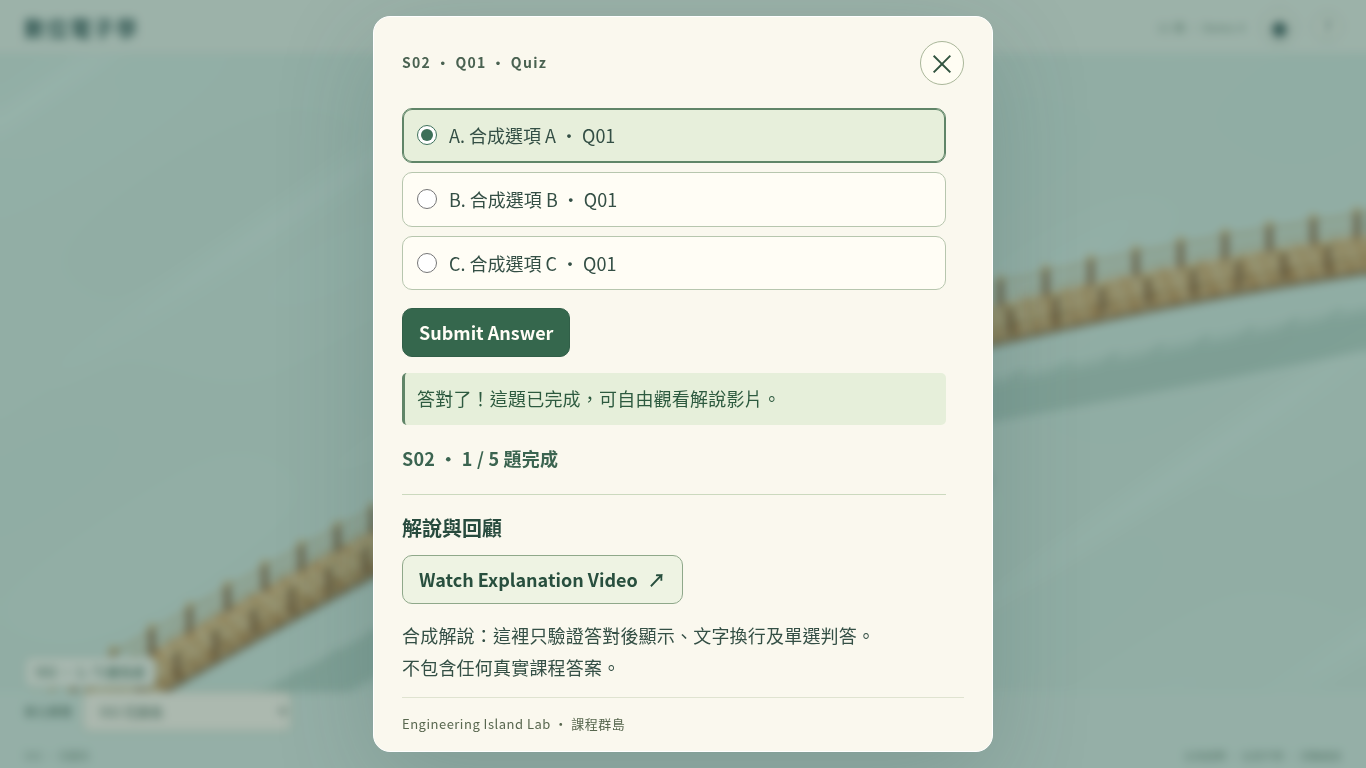 S02 • Q01 • Quiz
A. 合成選項 A • Q01
B. 合成選項 B • Q01
C. 合成選項 C • Q01
Submit Answer
答對了！這題已完成，可自由觀看解說影片。
S02 • 1 / 5 題完成
解說與回顧
Watch Explanation Video ↗
合成解說：這裡只驗證答對後顯示、文字換行及單選判答。
不包含任何真實課程答案。
Engineering Island Lab • 課程群島